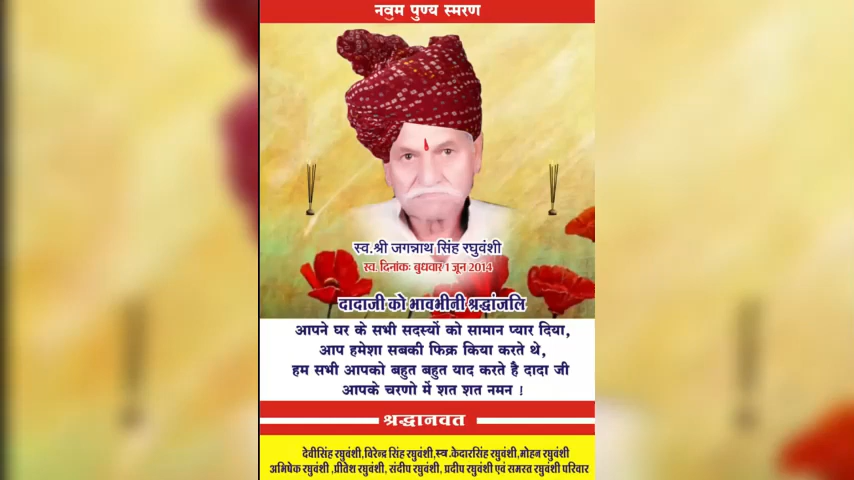 नवम पुण्य स्मरण
स्व.श्री जगन्नाथ सिंह रघुवंशी
स्व. दिनांकः बुधवार 1 जून 2014
दादाजी को भावभीनी श्रद्धांजलि
आपने घर के सभी सदस्यों को सामान प्यार दिया,
आप हमेशा सबकी फिक्र किया करते थे,
हम सभी आपको बहुत बहुत याद करते है दादा जी
आपके चरणो में शत शत नमन !
श्रद्धानवत
देवीसिंह रघुवंशी,विरेन्द्र सिंह रघुवंशी,स्व.केदारसिंह रघुवंशी,मोहन रघुवंशी
अभिषेक रघुवंशी ,प्रीतेश रघुवंशी, संदीप रघुवंशी, प्रदीप रघुवंशी एवं समस्त रघुवंशी परिवार